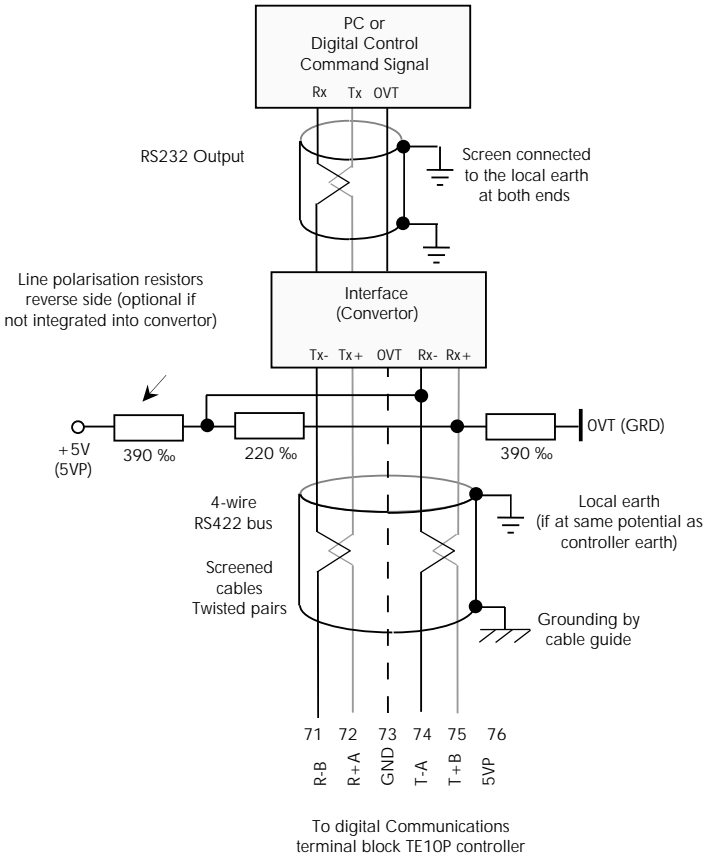 PC or
Digital Control
Command Signal
Rx Tx 0VT
RS232 Output
Screen connected
to the local earth
at both ends
Line polarisation resistors
reverse side (optional if
not integrated into convertor)
Interface
(Convertor)
Tx- Tx+ 0VT Rx- Rx+
+5V
(5VP)
390 ‰
220 ‰
390 ‰
0VT (GRD)
4-wire
RS422 bus
Screened
cables
Twisted pairs
Local earth
(if at same potential as
controller earth)
Grounding by
cable guide
71 72 73 74 75 76
R-B R+A GND T-A T+B 5VP
To digital Communications
terminal block TE10P controller